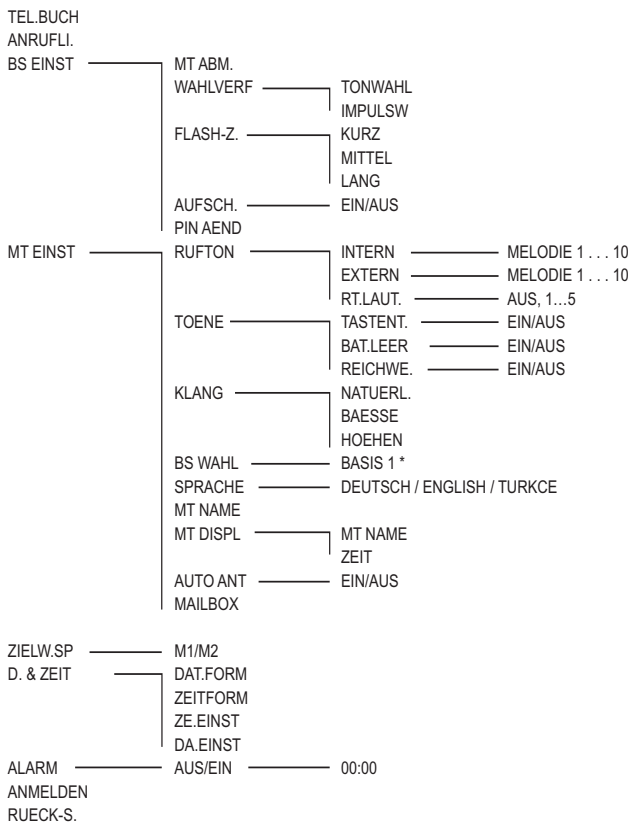 TEL.BUCH
ANRUFLI.
BS EINST MT ABM.
WAHLVERF TONWAHL
IMPULSW
FLASH-Z. KURZ
MITTEL
LANG
AUFSCH. EIN/AUS
PIN AEND
MT EINST RUFTON INTERN MELODIE 1 . . . 10
EXTERN MELODIE 1 . . . 10
RT.LAUT. AUS, 1...5
TOENE TASTENT. EIN/AUS
BAT.LEER EIN/AUS
REICHWE. EIN/AUS
KLANG NATUERL.
BAESSE
HOEHEN
BS WAHL BASIS 1 *
SPRACHE DEUTSCH / ENGLISH / TURKCE
MT NAME
MT DISPL MT NAME
ZEIT
AUTO ANT EIN/AUS
MAILBOX
ZIELW.SP M1/M2
D. & ZEIT DAT.FORM
ZEITFORM
ZE.EINST
DA.EINST
ALARM AUS/EIN 00:00
ANMELDEN
RUECK-S.